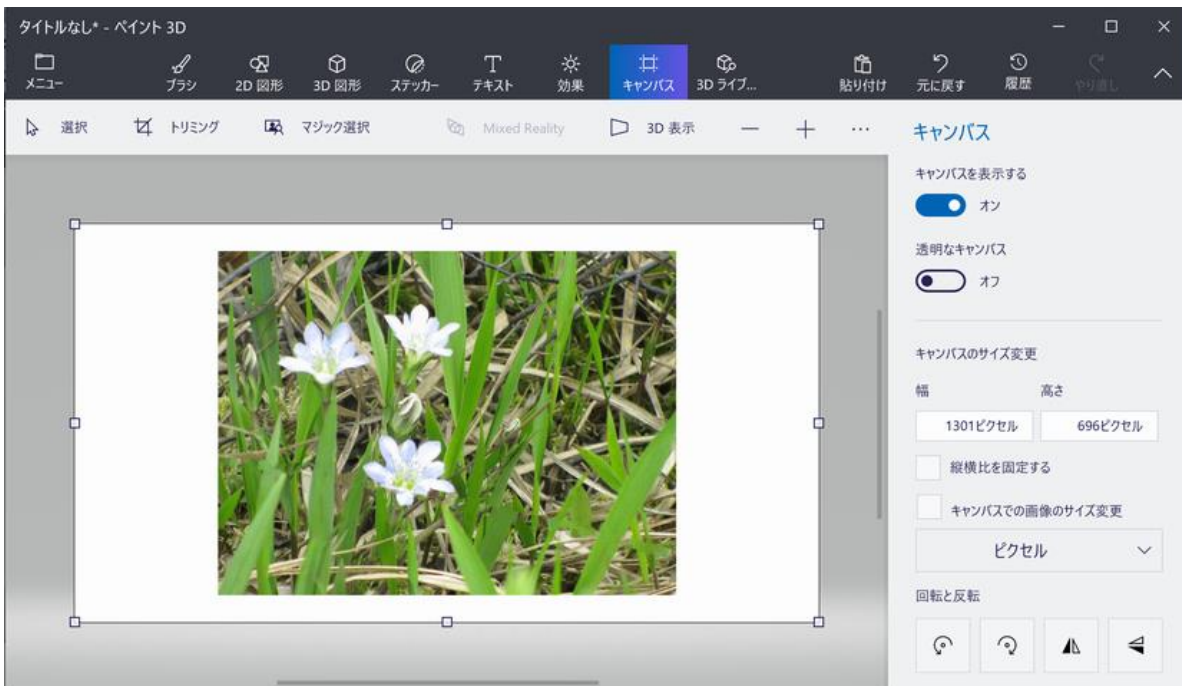 タイトルなし* - ペイント 3D
メニュー ブラシ 2D 図形 3D 図形 ステッカー テキスト 効果 キャンバス 3D ライブ... 貼り付け 元に戻す 履歴 やり直し
選択 トリミング マジック選択 Mixed Reality 3D 表示 ...
キャンバス
キャンバスを表示する
オン
透明なキャンバス
オフ
キャンバスのサイズ変更
幅 高さ
1301ピクセル 696ピクセル
縦横比を固定する
キャンバスでの画像のサイズ変更
ピクセル
回転と反転